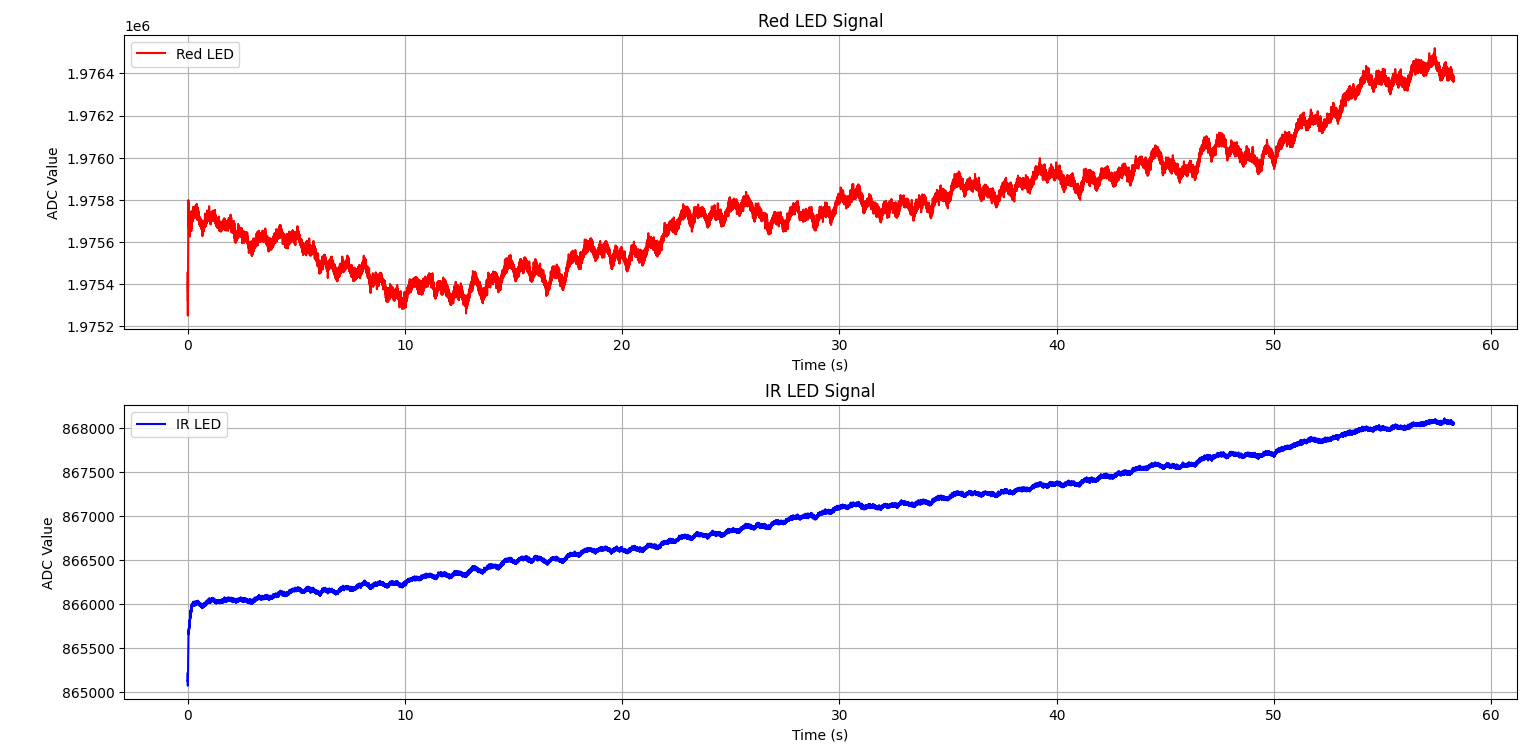 Red LED Signal
1e6
Red LED
1.9764
1.9762
1.9760
1.9758
1.9756
1.9754
1.9752
ADC Value
0 10 20 30 40 50 60
Time (s)
IR LED Signal
IR LED
868000
867500
867000
866500
866000
865500
865000
ADC Value
0 10 20 30 40 50 60
Time (s)